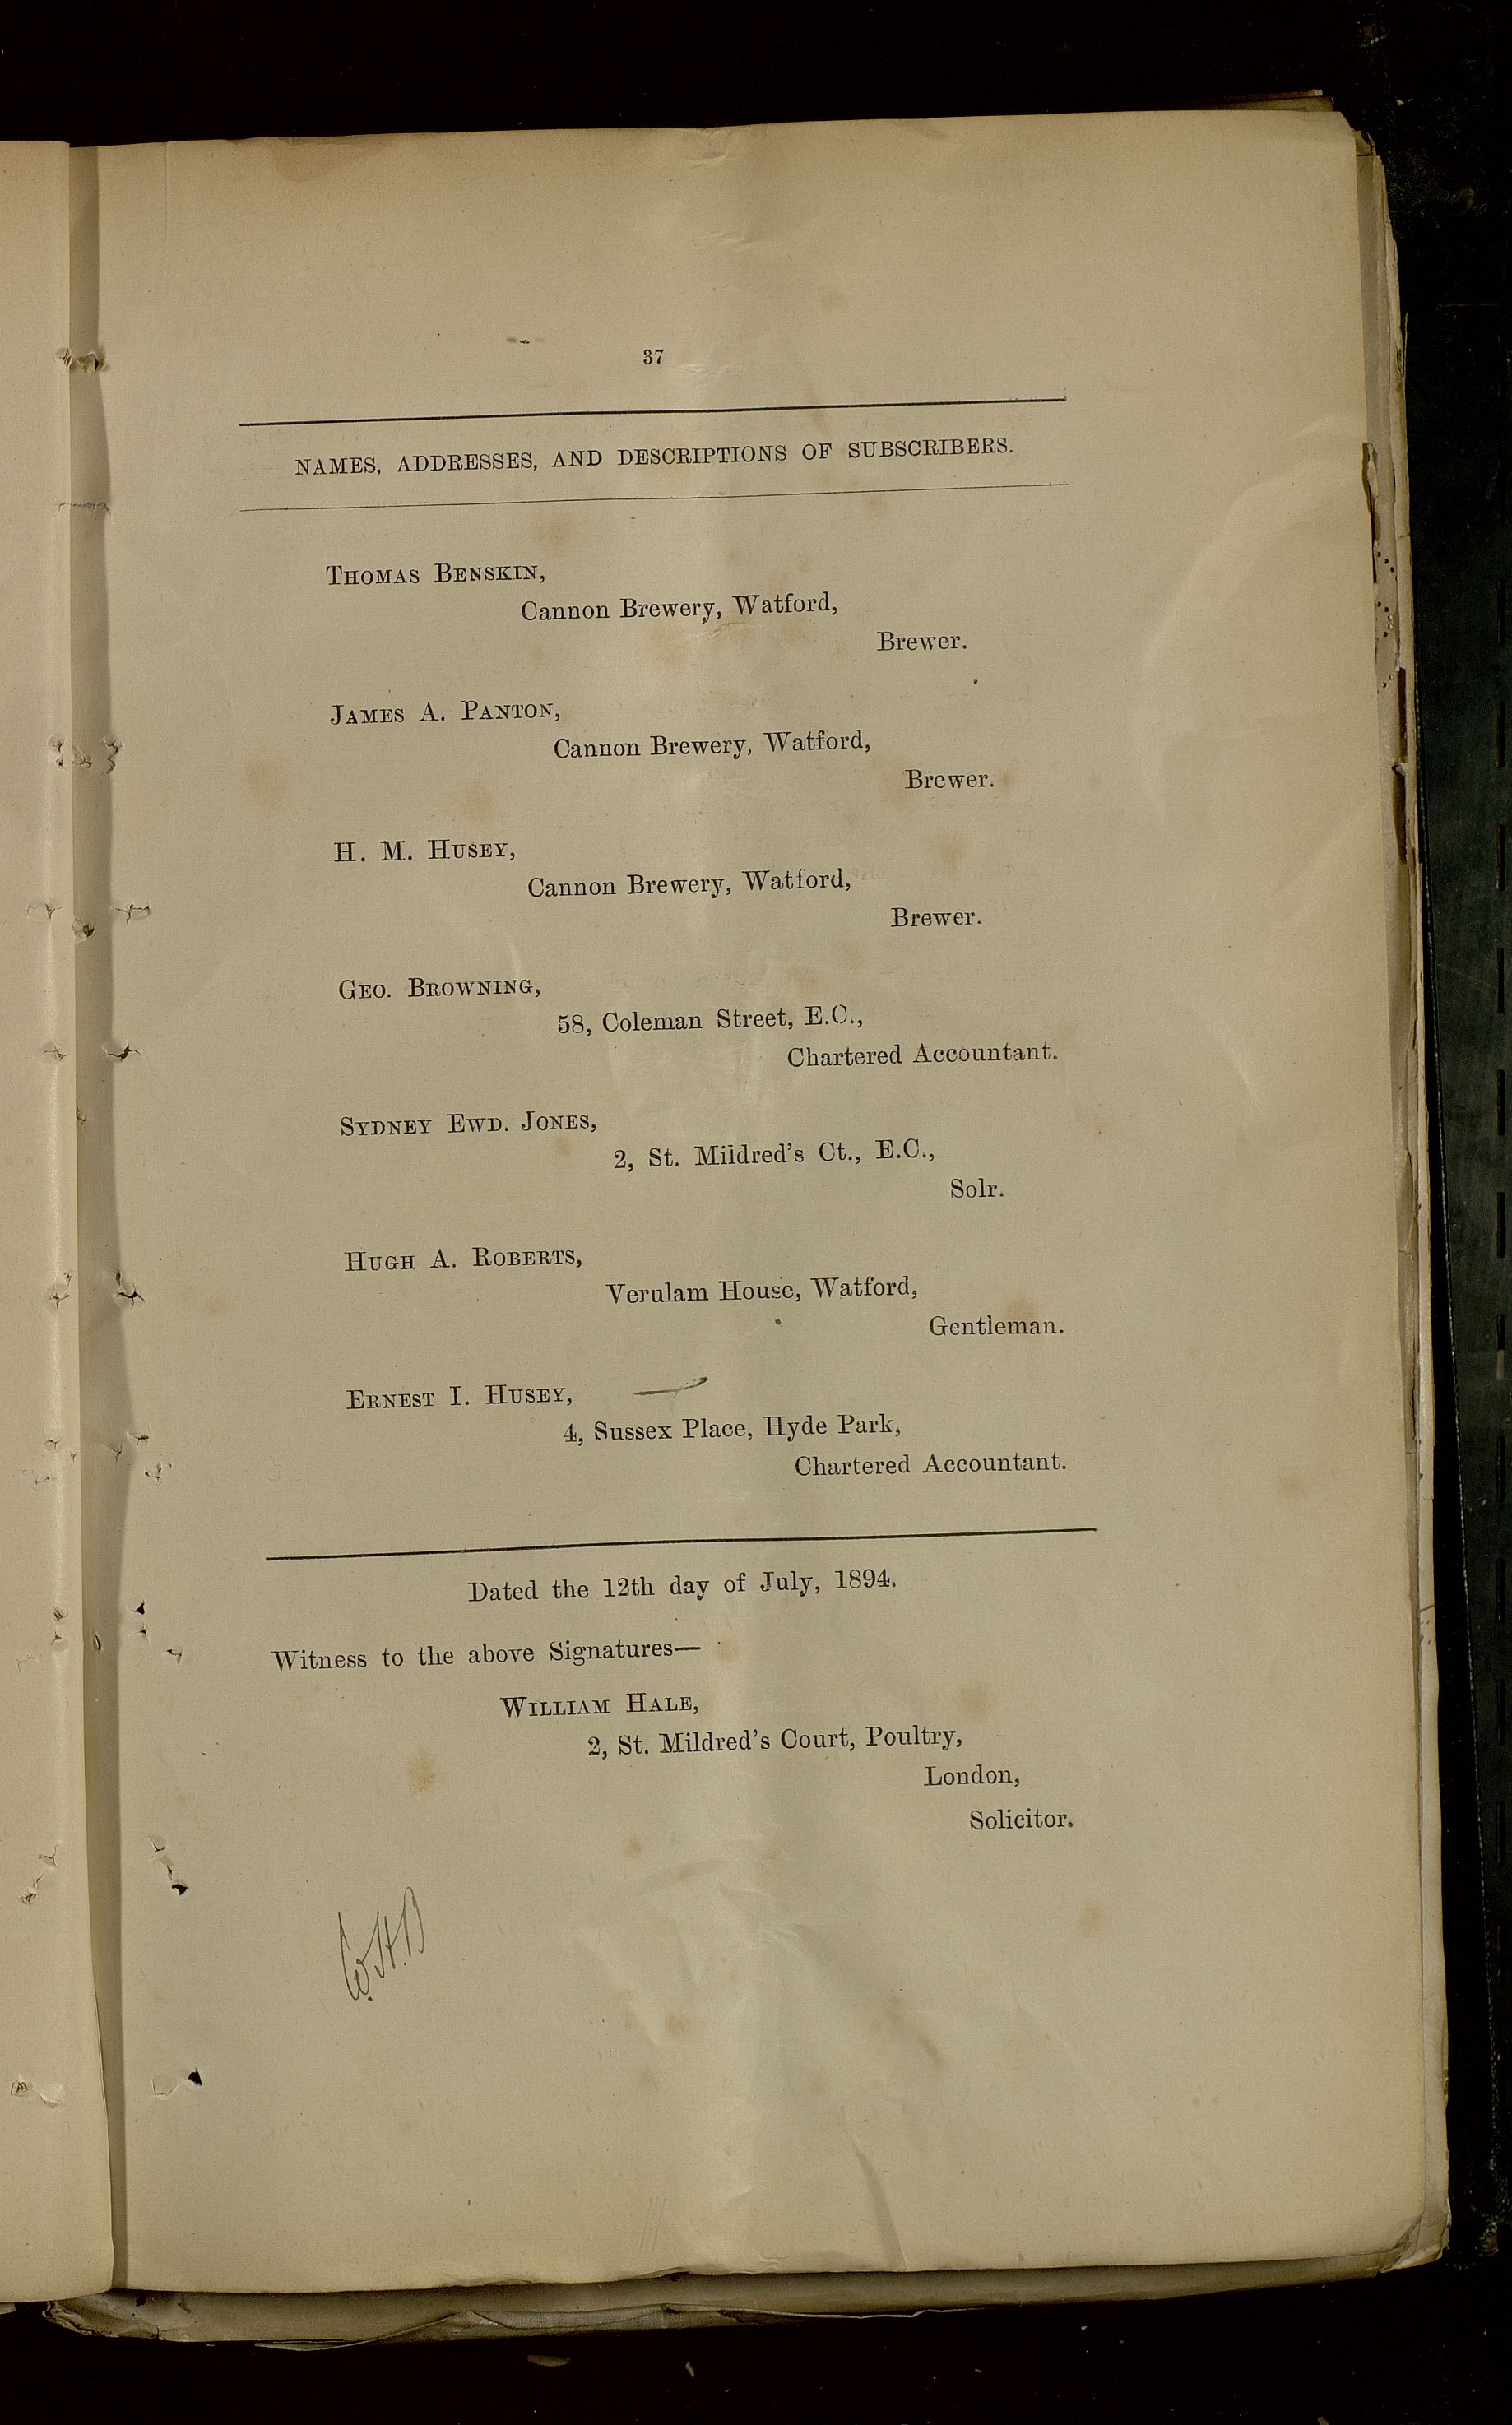 37
NAMES, ADDRESSES, AND DESCRIPTIONS OF SUBSCRIBERS.
THOMAS BENSKIN,
Cannon Brewery, Watford,
Brewer.
JAMES A. PANTON,
Cannon Brewery, Watford,
Brewer.
H. M. HUSEY,
Cannon Brewery, Watford,
Brewer.
GEO. BROWNING,
58, Coleman Street, E.C.,
Chartered Accountant.
SYDNEY EWD. JONES,
2, St. Mildred's Ct., E.C.,
Solr.
HUGH A. ROBERTS,
Verulam House, Watford,
Gentleman.
ERNEST I. HUSEY,
4, Sussex Place, Hyde Park,
Chartered Accountant.
Dated the 12th day of July, 1894.
Witness to the above Signatures—
WILLIAM HALE,
2, St. Mildred's Court, Poultry,
London,
Solicitor.